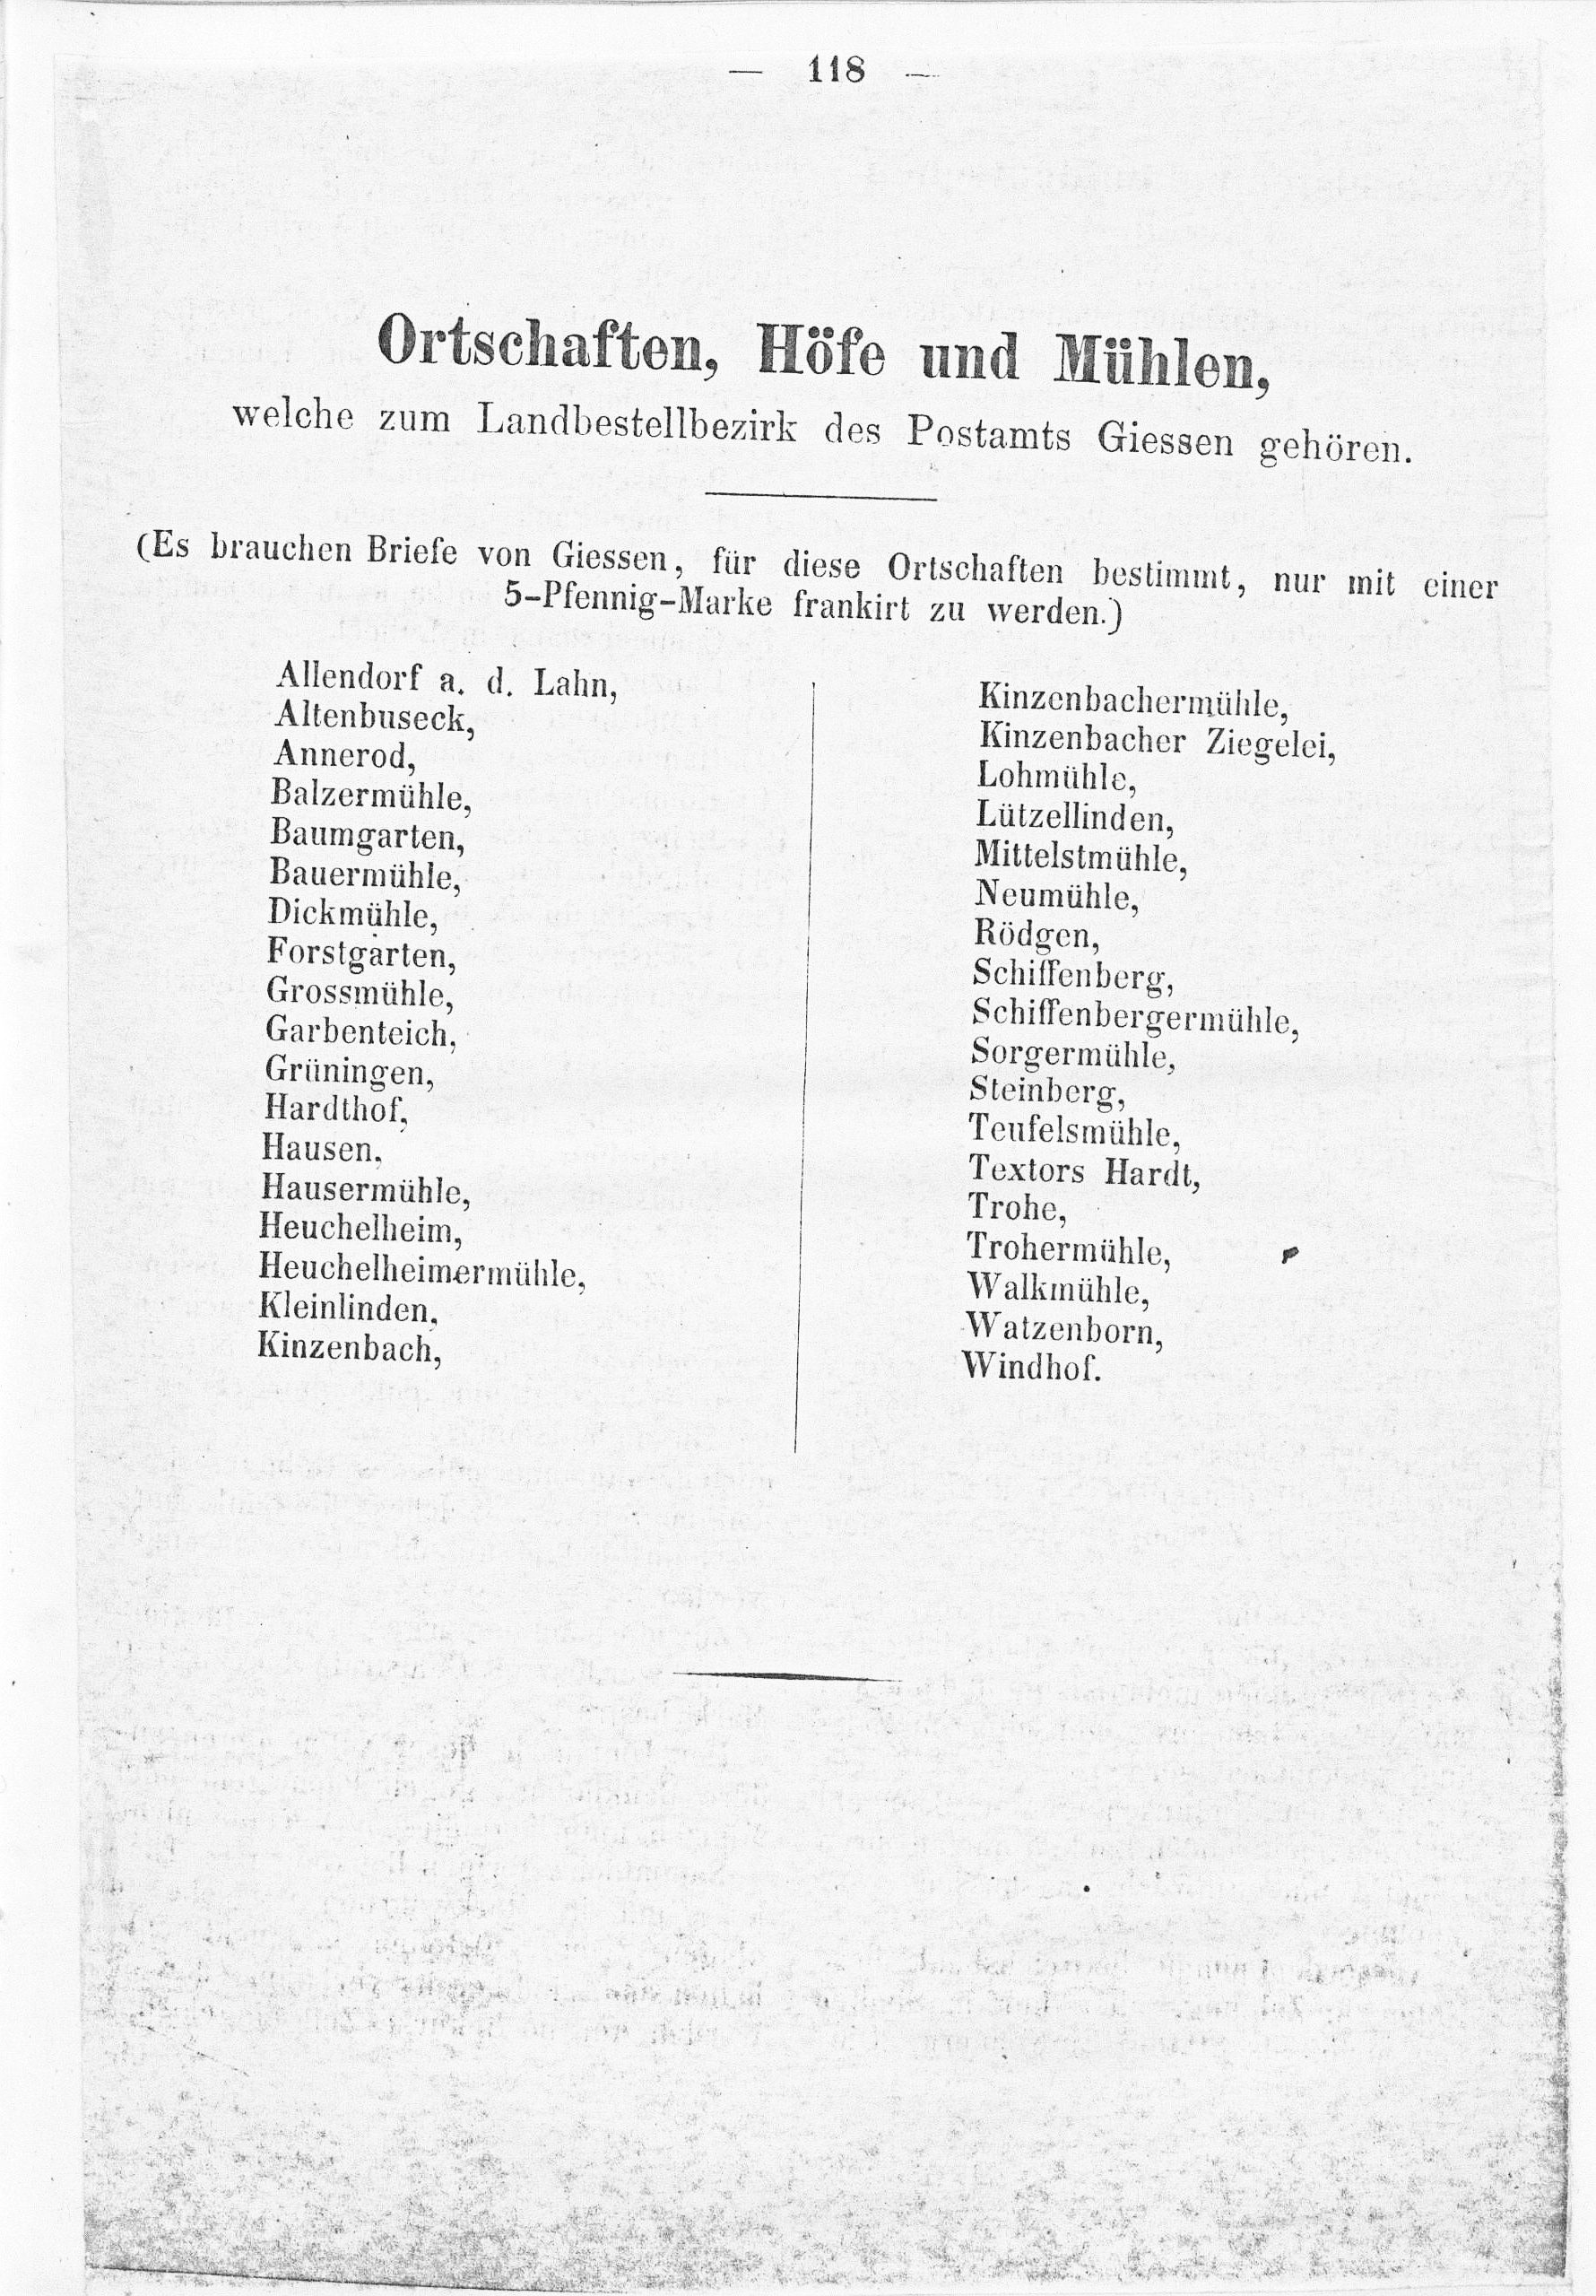 — 118 —
Ortschaften, Höfe und Mühlen,
welche zum Landbestellbezirk des Postamts Giessen gehören.
(Es brauchen Briefe von Giessen, für diese Ortschaften bestimmt, nur mit einer
5-Pfennig-Marke frankirt zu werden.)
Allendorf a. d. Lahn,
Altenbuseck,
Annerod,
Balzermühle,
Baumgarten,
Bauermühle,
Dickmühle,
Forstgarten,
Grossmühle,
Garbenteich,
Grüningen,
Hardthof,
Hausen,
Hausermühle,
Heuchelheim,
Heuchelheimermühle,
Kleinlinden,
Kinzenbach,
Kinzenbachermühle,
Kinzenbacher Ziegelei,
Lohmühle,
Lützellinden,
Mittelstmühle,
Neumühle,
Rödgen,
Schiffenberg,
Schiffenbergermühle,
Sorgermühle,
Steinberg,
Teufelsmühle,
Textors Hardt,
Trohe,
Trohermühle,
Walkmühle,
Watzenborn,
Windhof.